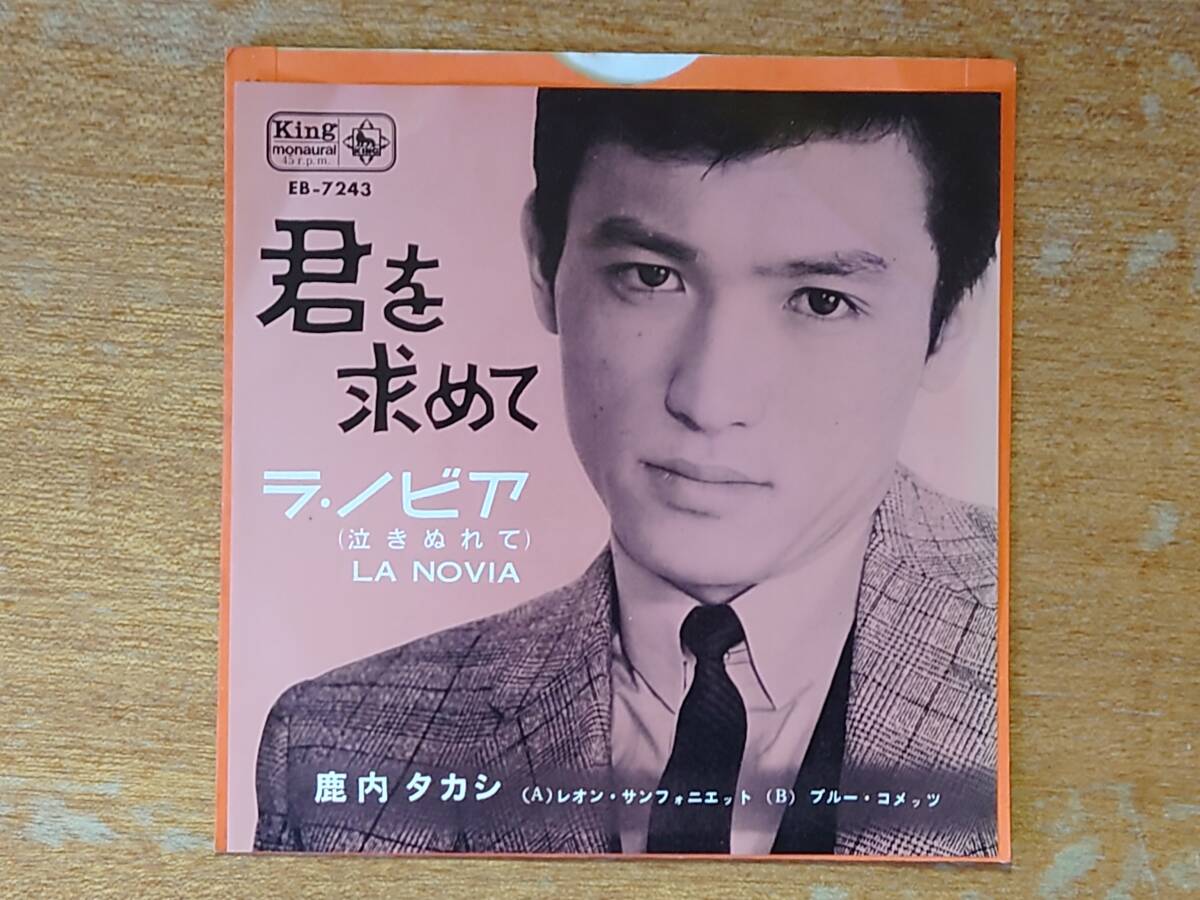 King
monaural
45 r.p.m.
KING
EB-7243
君を
求めて
ラ・ノビア
(泣きぬれて)
LA NOVIA
鹿内 タカシ (A)レオン・サンフォニエット (B) ブルー・コメッツ